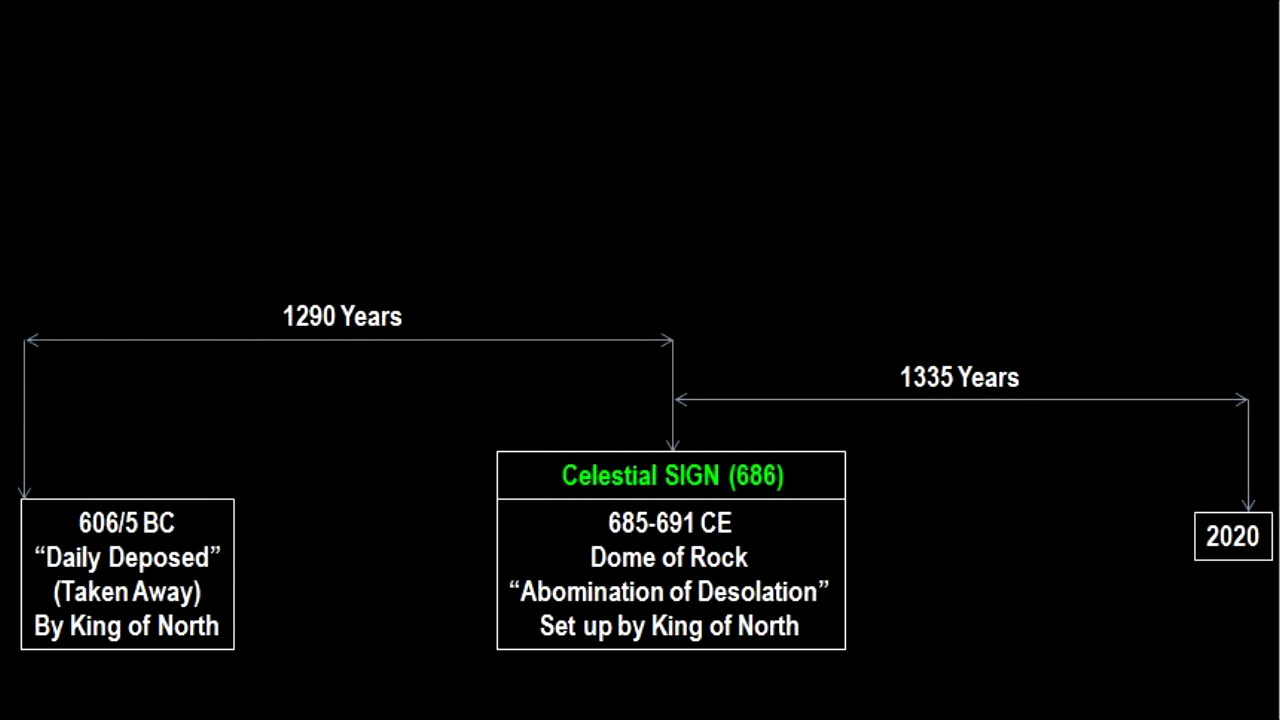 1290 Years
1335 Years
Celestial SIGN (686)
606/5 BC
“Daily Deposed”
(Taken Away)
By King of North
685-691 CE
Dome of Rock
“Abomination of Desolation”
Set up by King of North
2020